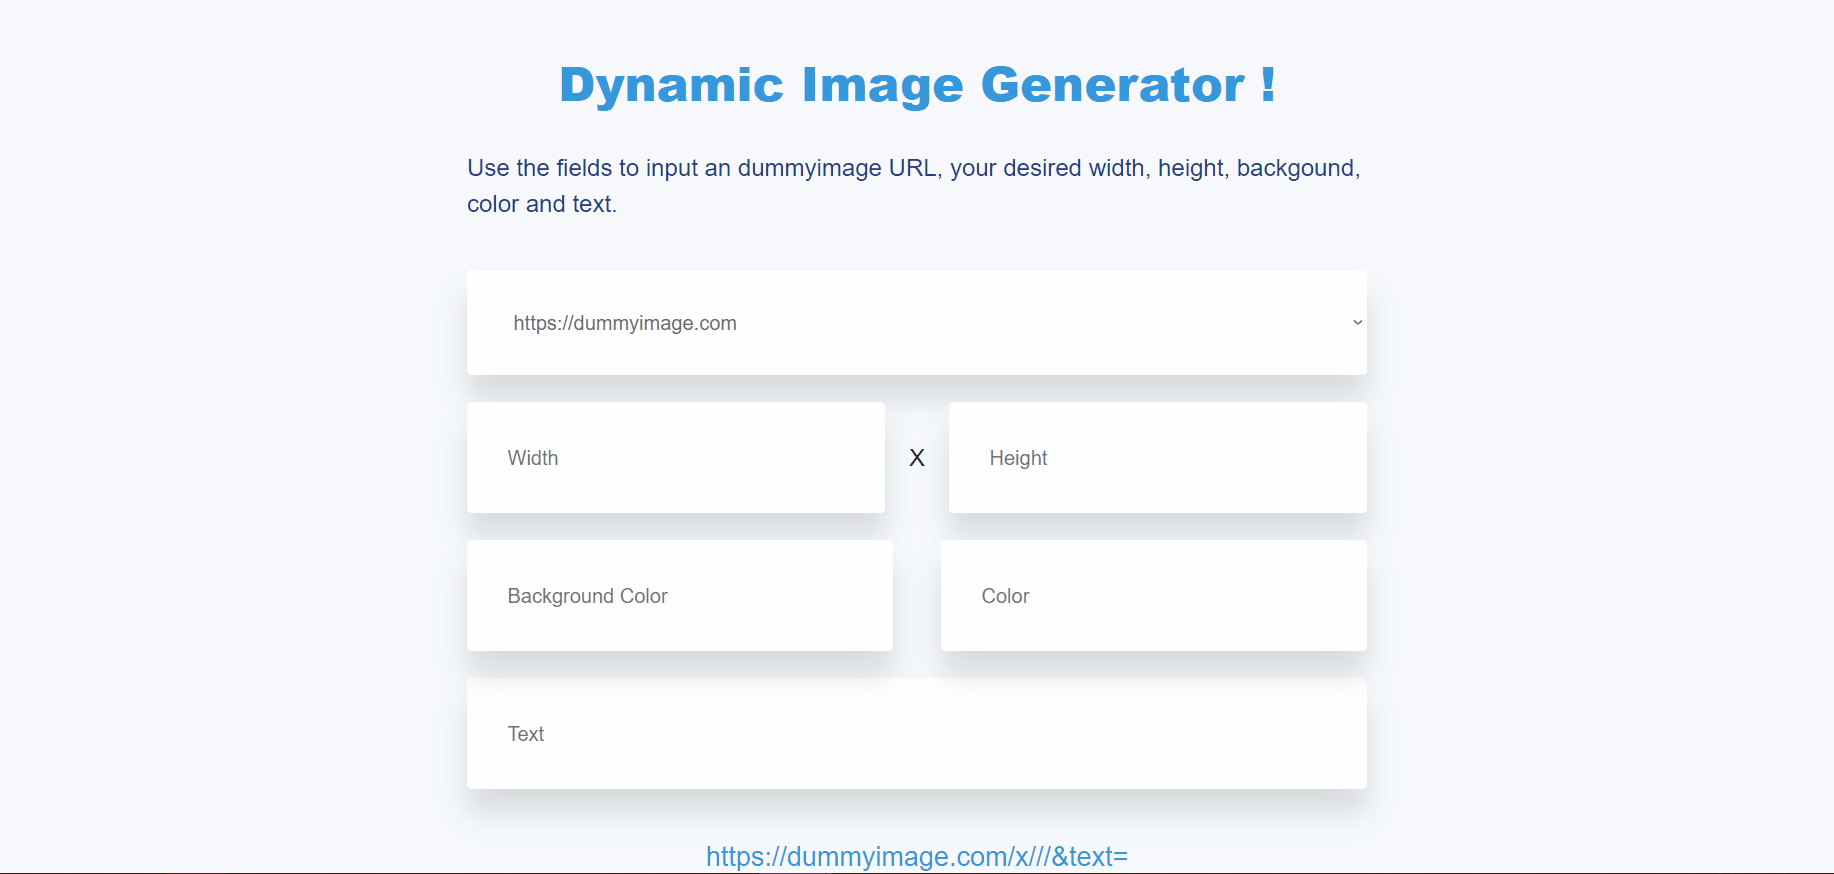 Dynamic Image Generator !
Use the fields to input an dummyimage URL, your desired width, height, backgound,
color and text.
https://dummyimage.com
Width
X
Height
Background Color
Color
Text
https://dummyimage.com/x///&text=